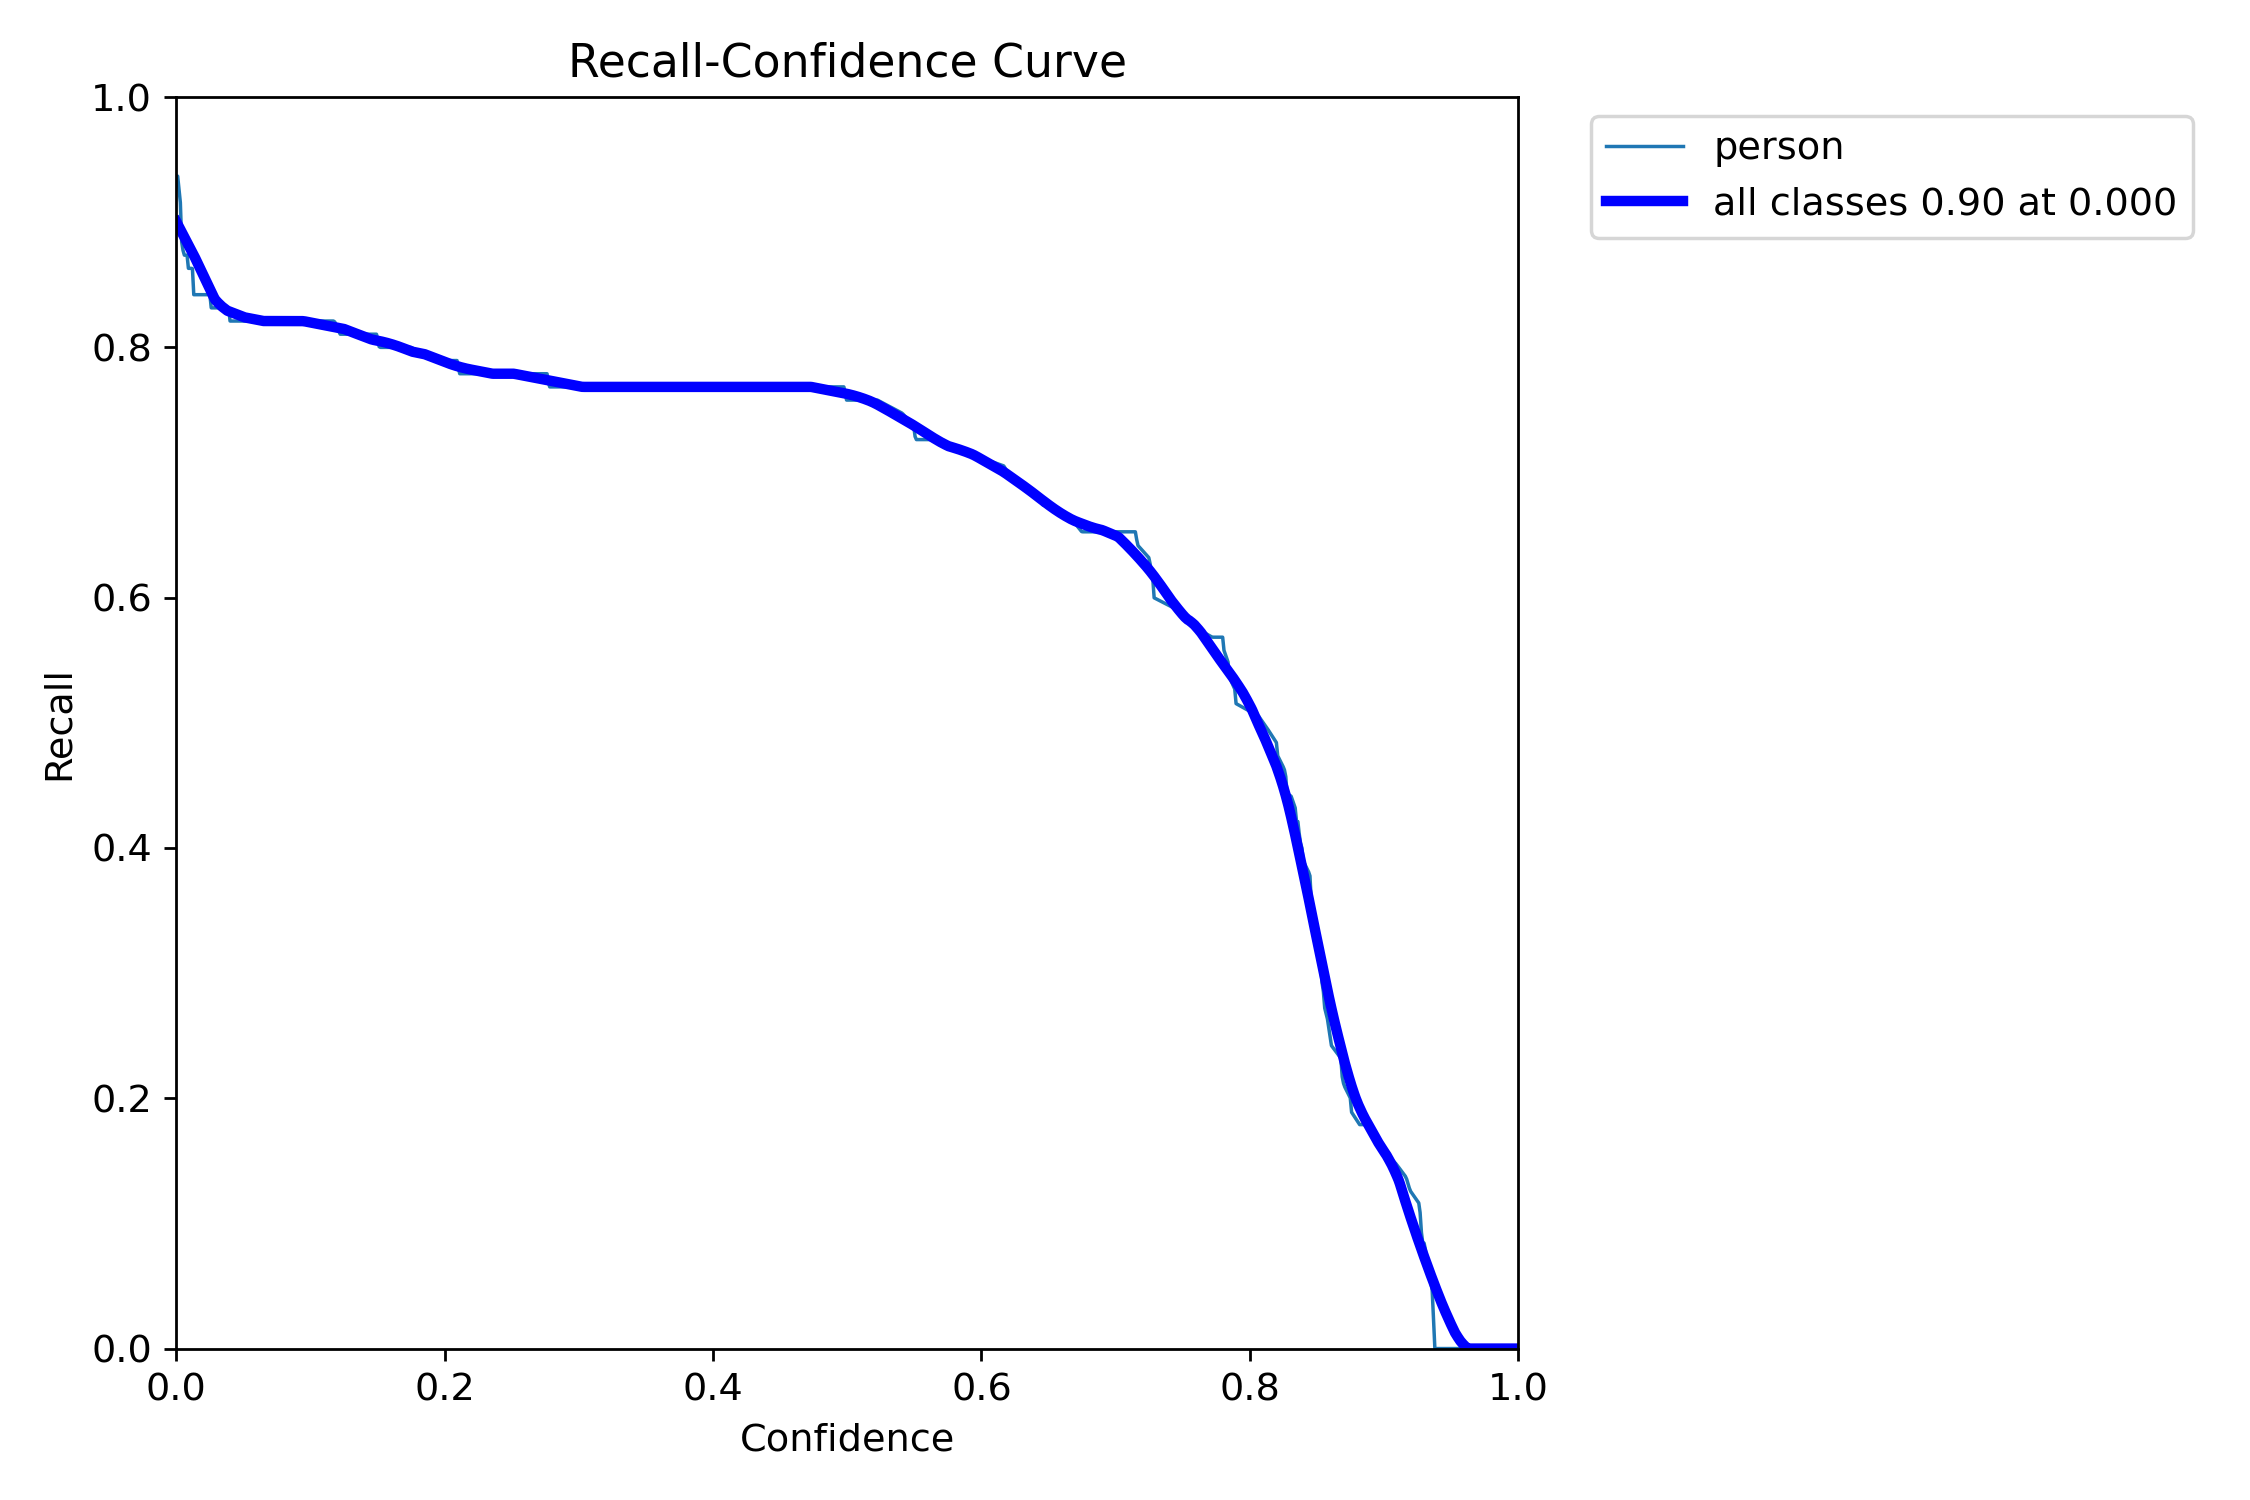 Recall-Confidence Curve
1.0
0.8
0.6
0.4
0.2
0.0
Recall
0.0 0.2 0.4 0.6 0.8 1.0
Confidence
person
all classes 0.90 at 0.000